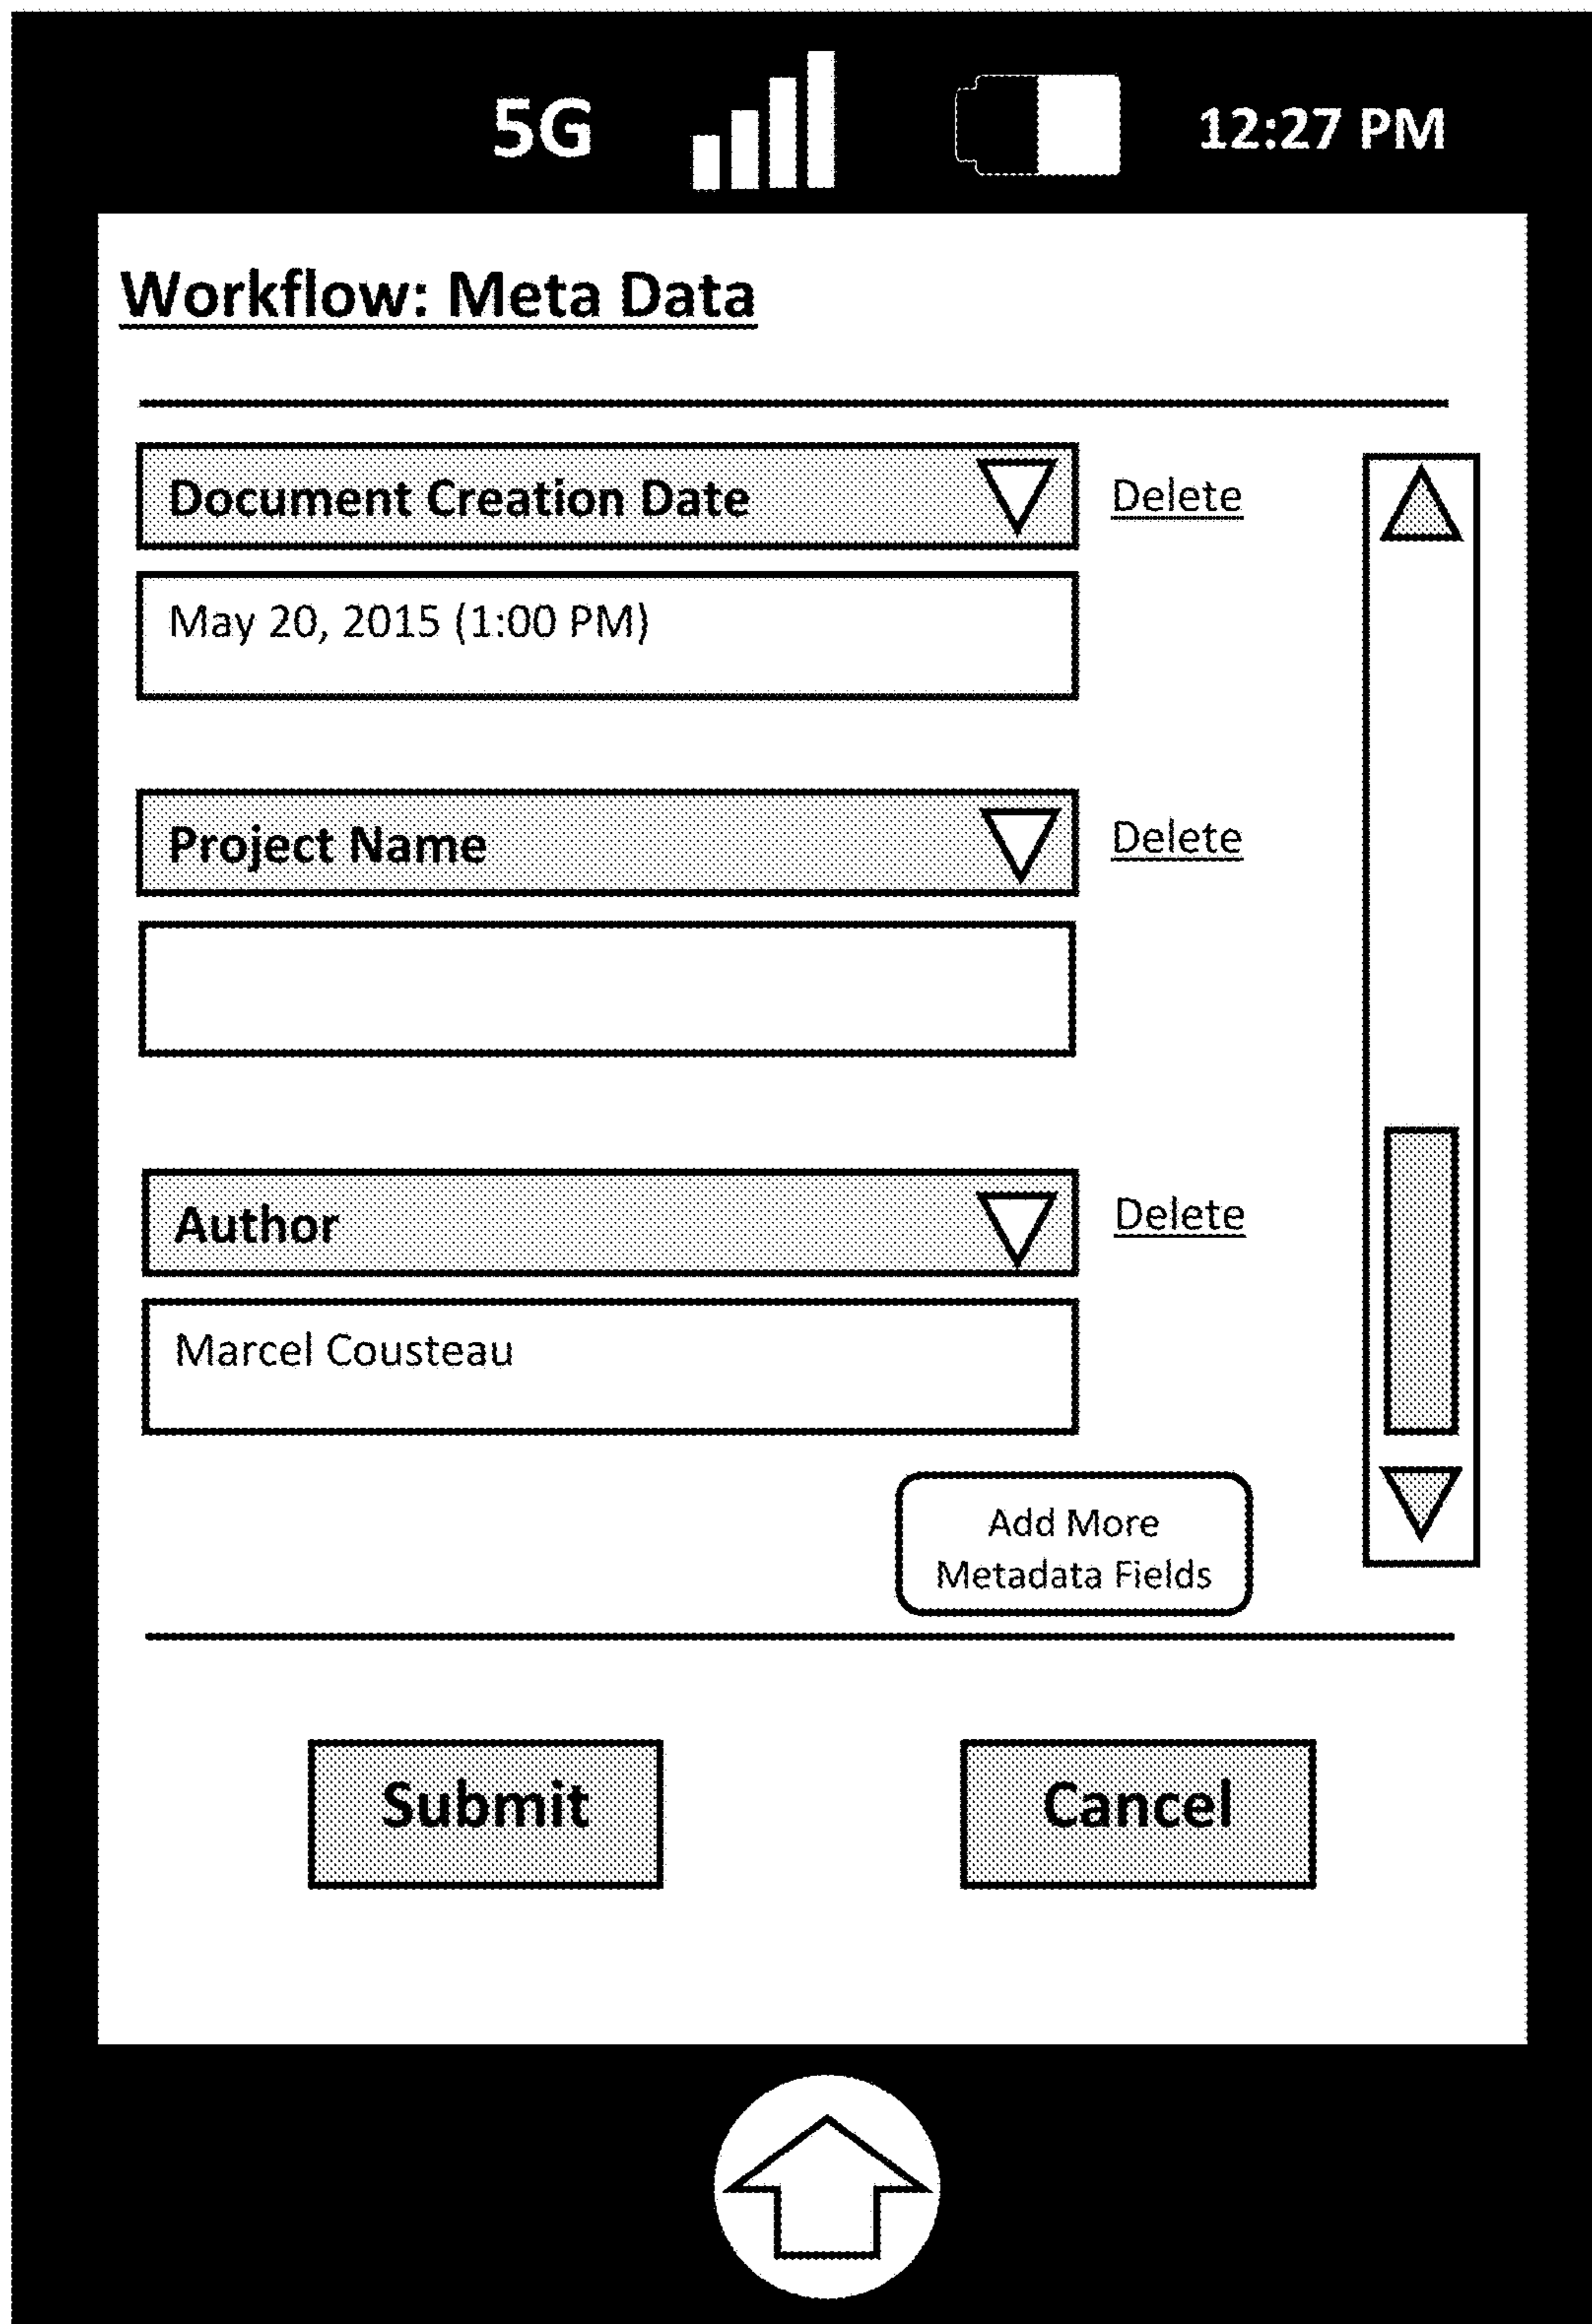 5G
12:27 PM
Workflow: Meta Data
Document Creation Date
Delete
May 20, 2015 (1:00 PM)
Project Name
Delete
Author
Delete
Marcel Cousteau
Add More
Metadata Fields
Submit
Cancel